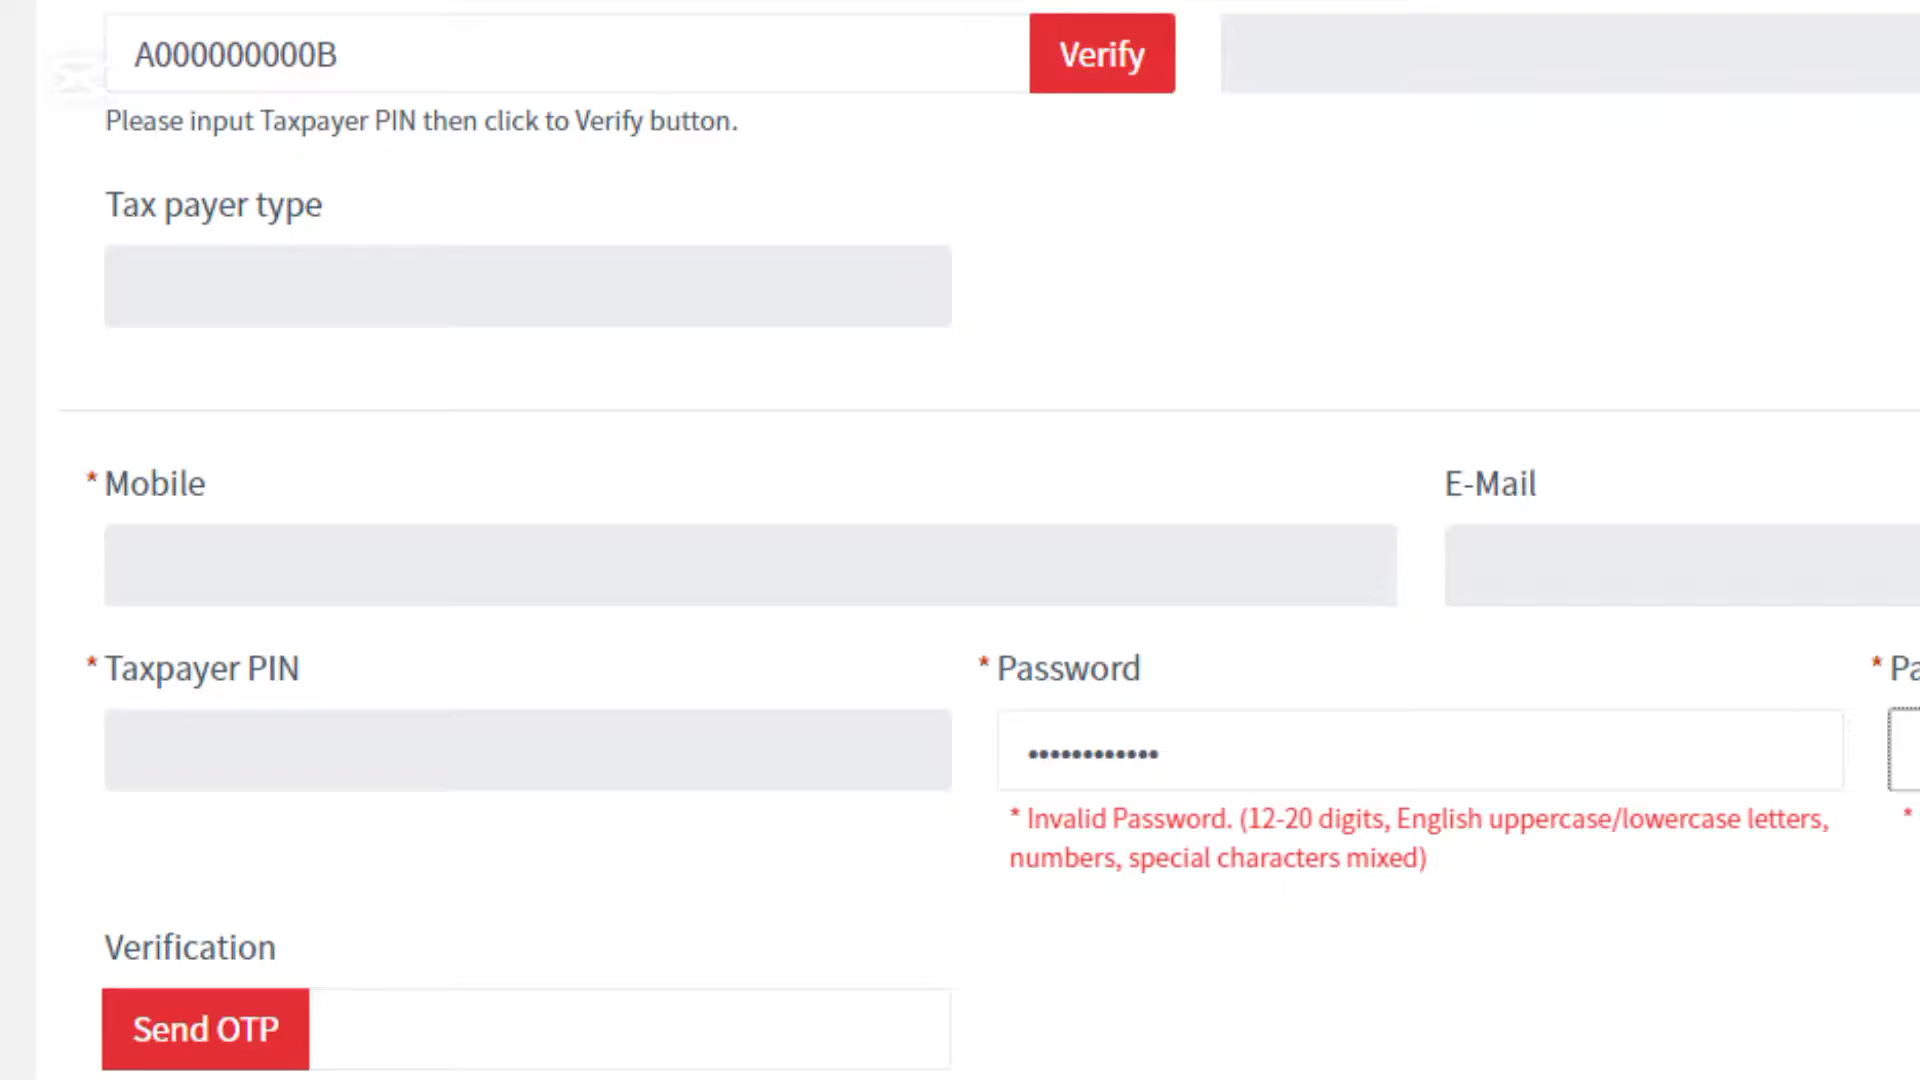 A000000000B
Verify
Please input Taxpayer PIN then click to Verify button.
Tax payer type
* Mobile
E-Mail
* Taxpayer PIN
* Password
* Pa
••••••••••••
* Invalid Password. (12-20 digits, English uppercase/lowercase letters,
numbers, special characters mixed)
*
Verification
Send OTP